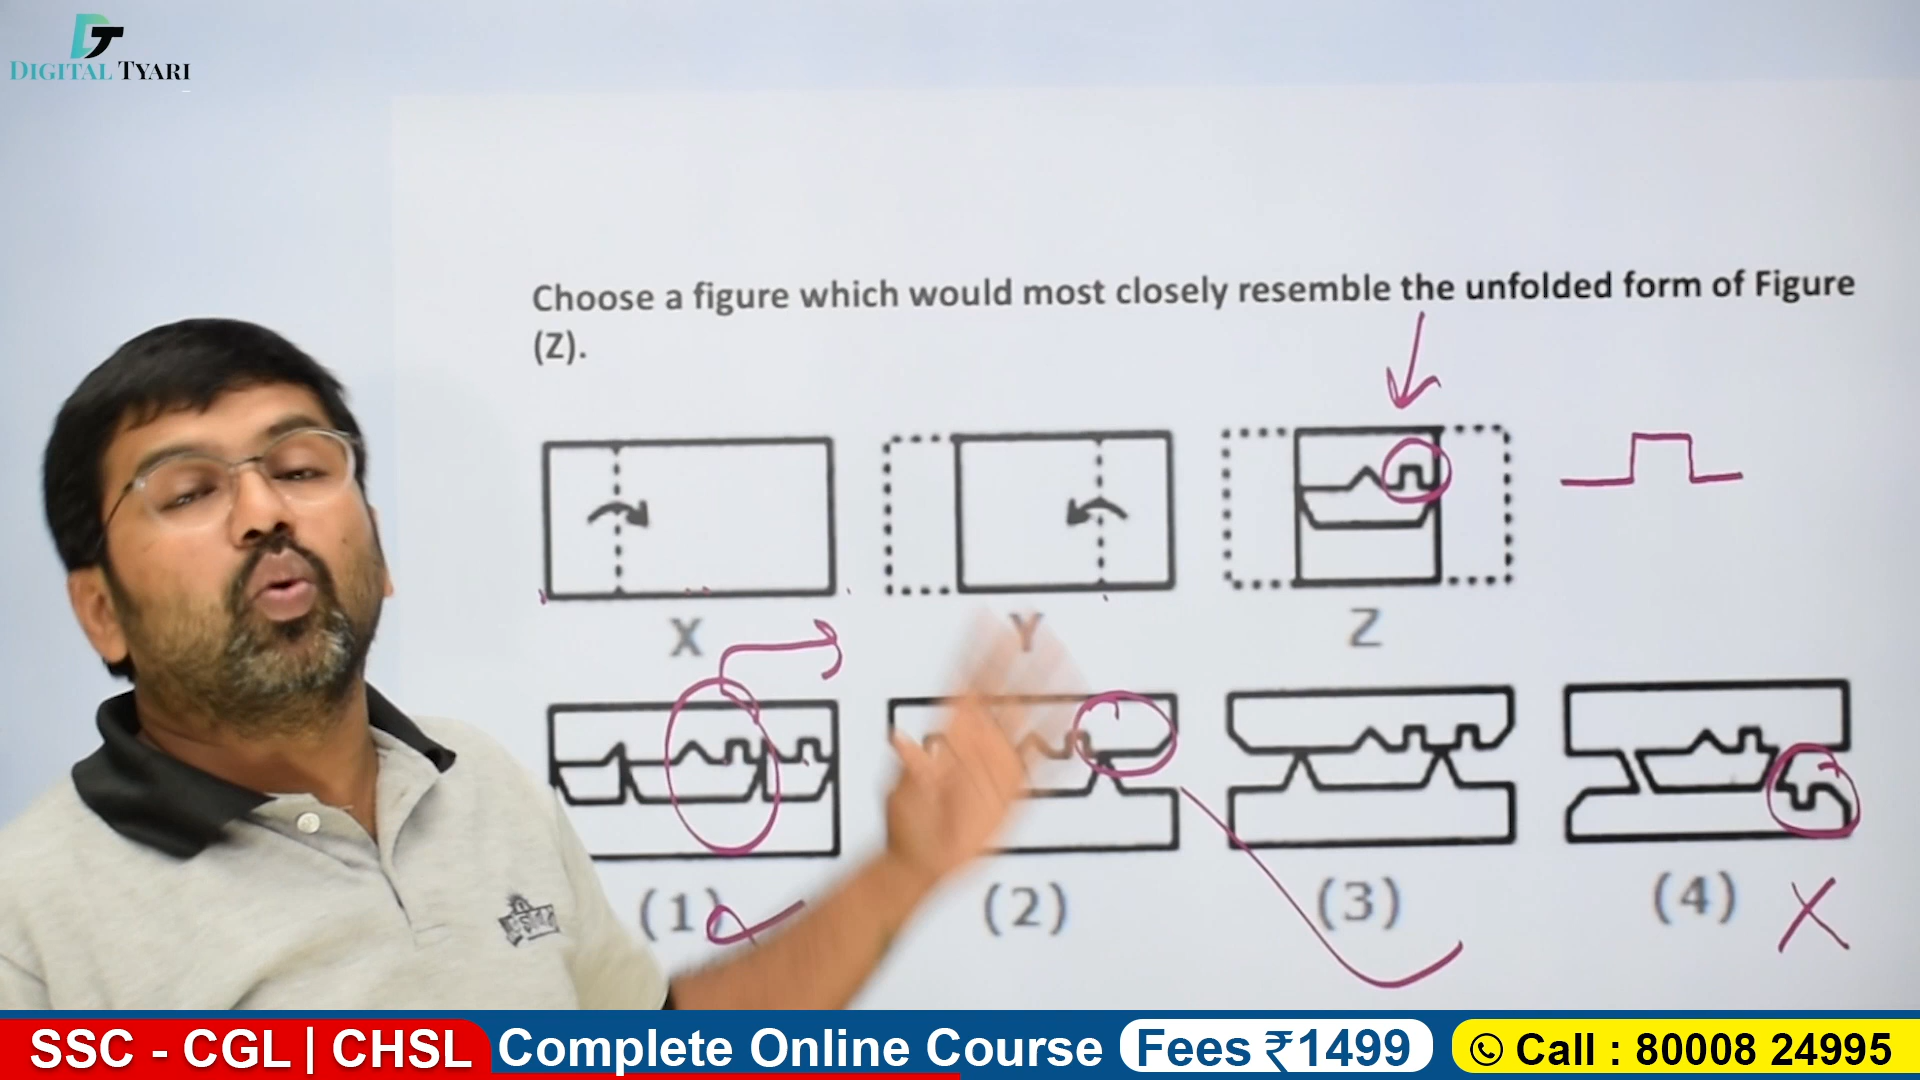 DT
DIGITAL TYARI
Choose a figure which would most closely resemble the unfolded form of Figure
(Z).
X
Y
Z
(1)
(2)
(3)
(4)
SSC - CGL | CHSL
Complete Online Course
Fees ₹1499
Call : 80008 24995